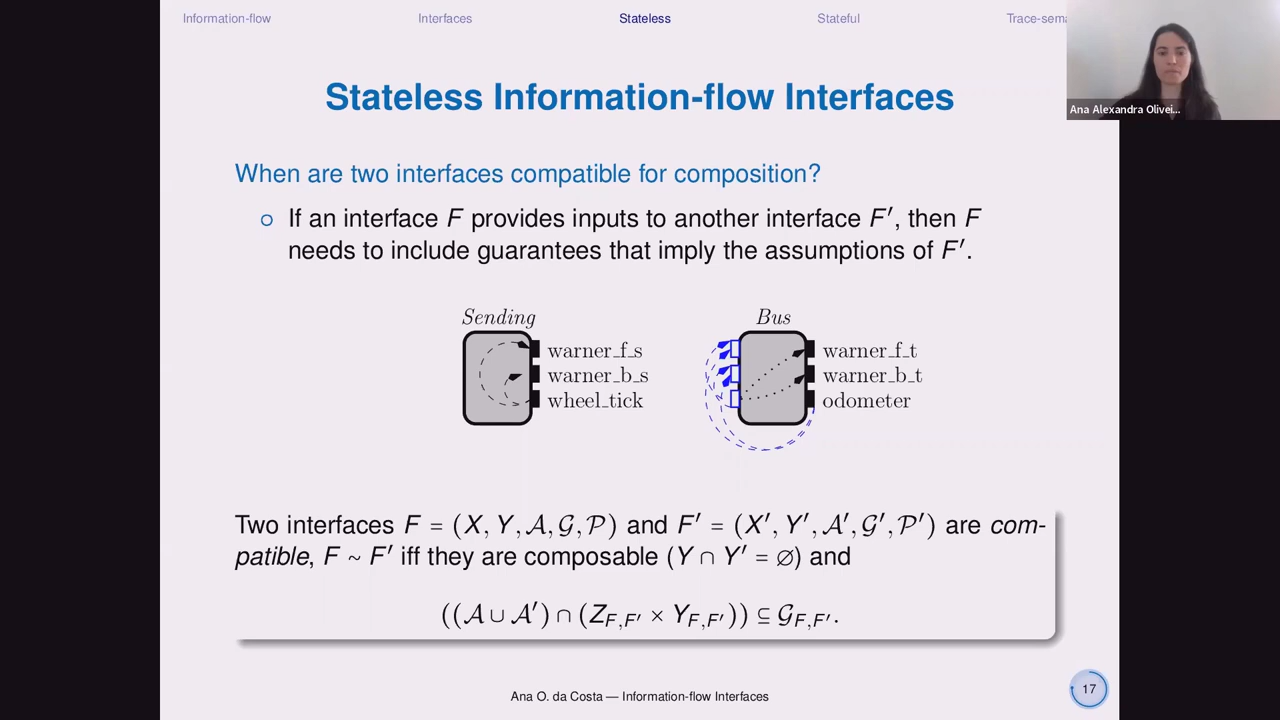 Information-flow
Interfaces
Stateless
Stateful
Trace-sema
Ana Alexandra Olivei...
Stateless Information-flow Interfaces
When are two interfaces compatible for composition?
If an interface F provides inputs to another interface F′, then F
needs to include guarantees that imply the assumptions of F′.
Sending
Bus
warner_f_s
warner_b_s
wheel_tick
warner_f_t
warner_b_t
odometer
Two interfaces F = (X, Y, 𝒜, 𝒢, 𝒫) and F′ = (X′, Y′, 𝒜′, 𝒢′, 𝒫′) are com-
patible, F ~ F′ iff they are composable (Y ∩ Y′ = ∅) and
((𝒜 ∪ 𝒜′) ∩ (Z_{F,F′} × Y_{F,F′})) ⊆ 𝒢_{F,F′}.
Ana O. da Costa — Information-flow Interfaces
17